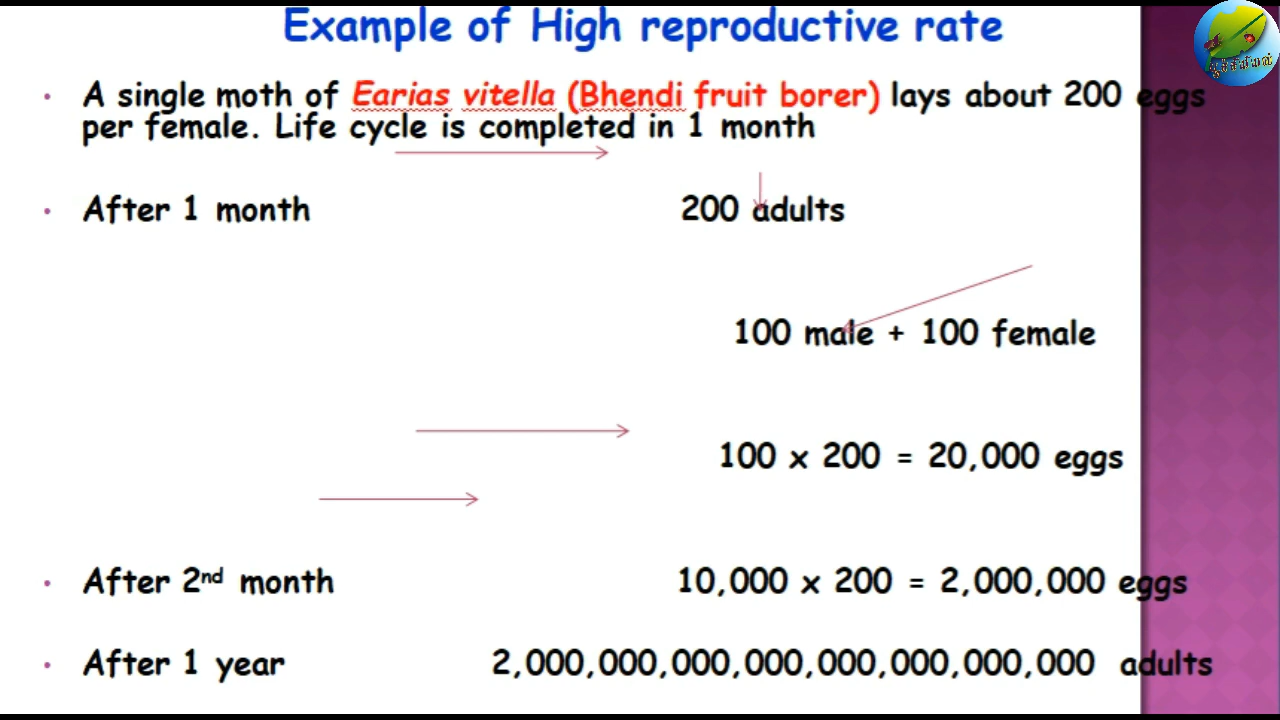 Example of High reproductive rate
• A single moth of Earias vitella (Bhendi fruit borer) lays about 200 eggs
per female. Life cycle is completed in 1 month
• After 1 month 200 adults
100 male + 100 female
100 x 200 = 20,000 eggs
• After 2nd month 10,000 x 200 = 2,000,000 eggs
• After 1 year 2,000,000,000,000,000,000,000,000 adults